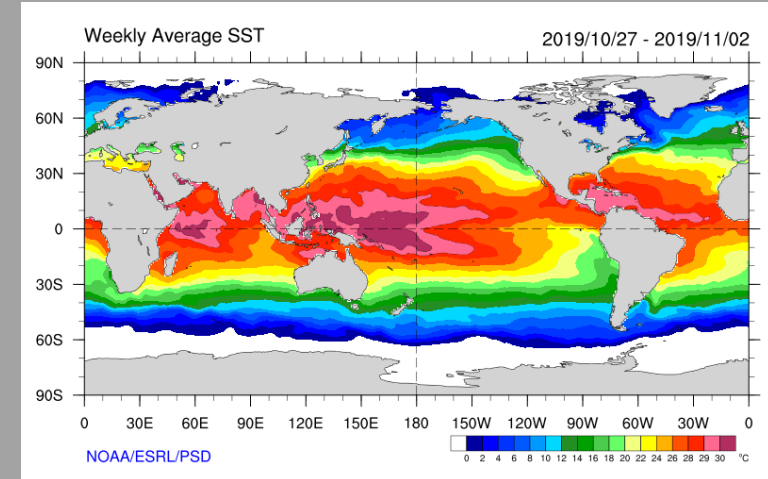 Weekly Average SST
2019/10/27 - 2019/11/02
90N
60N
30N
0
30S
60S
90S
0 30E 60E 90E 120E 150E 180 150W 120W 90W 60W 30W 0
0 2 4 6 8 10 12 14 16 18 20 22 24 26 28 29 30 °C
NOAA/ESRL/PSD